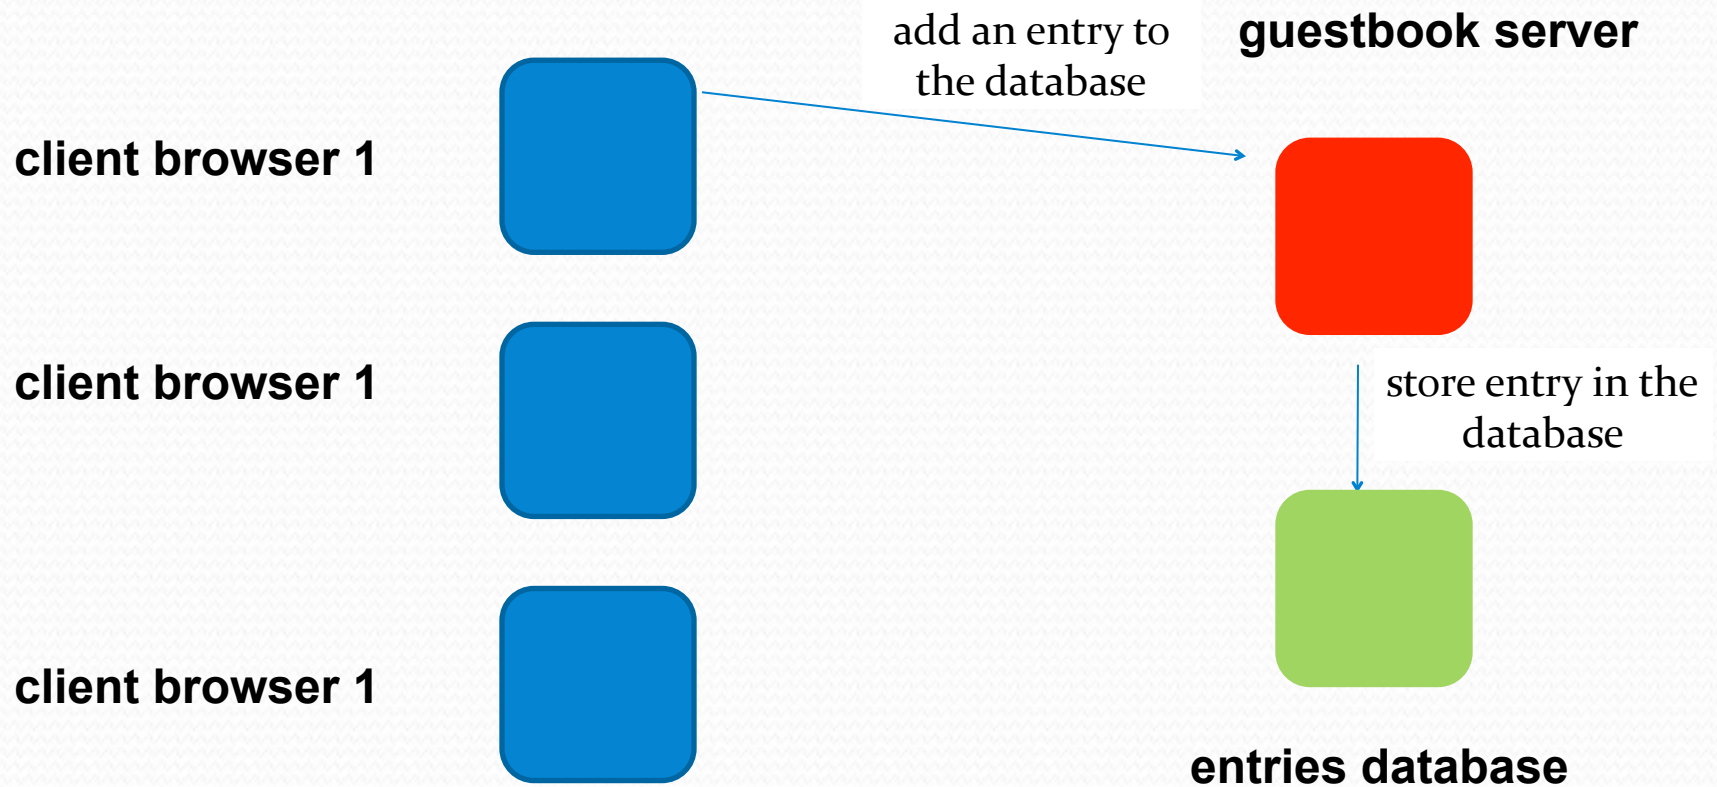 add an entry to
the database
guestbook server
client browser 1
client browser 1
store entry in the
database
client browser 1
entries database